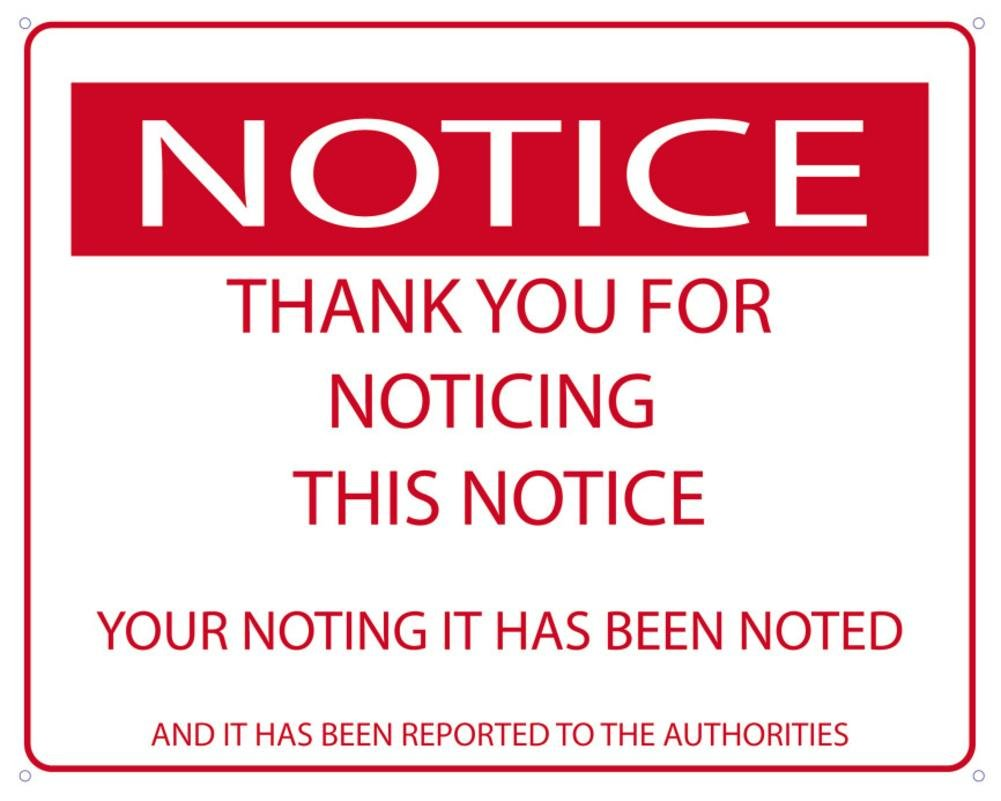 NOTICE
THANK YOU FOR
NOTICING
THIS NOTICE
YOUR NOTING IT HAS BEEN NOTED
AND IT HAS BEEN REPORTED TO THE AUTHORITIES